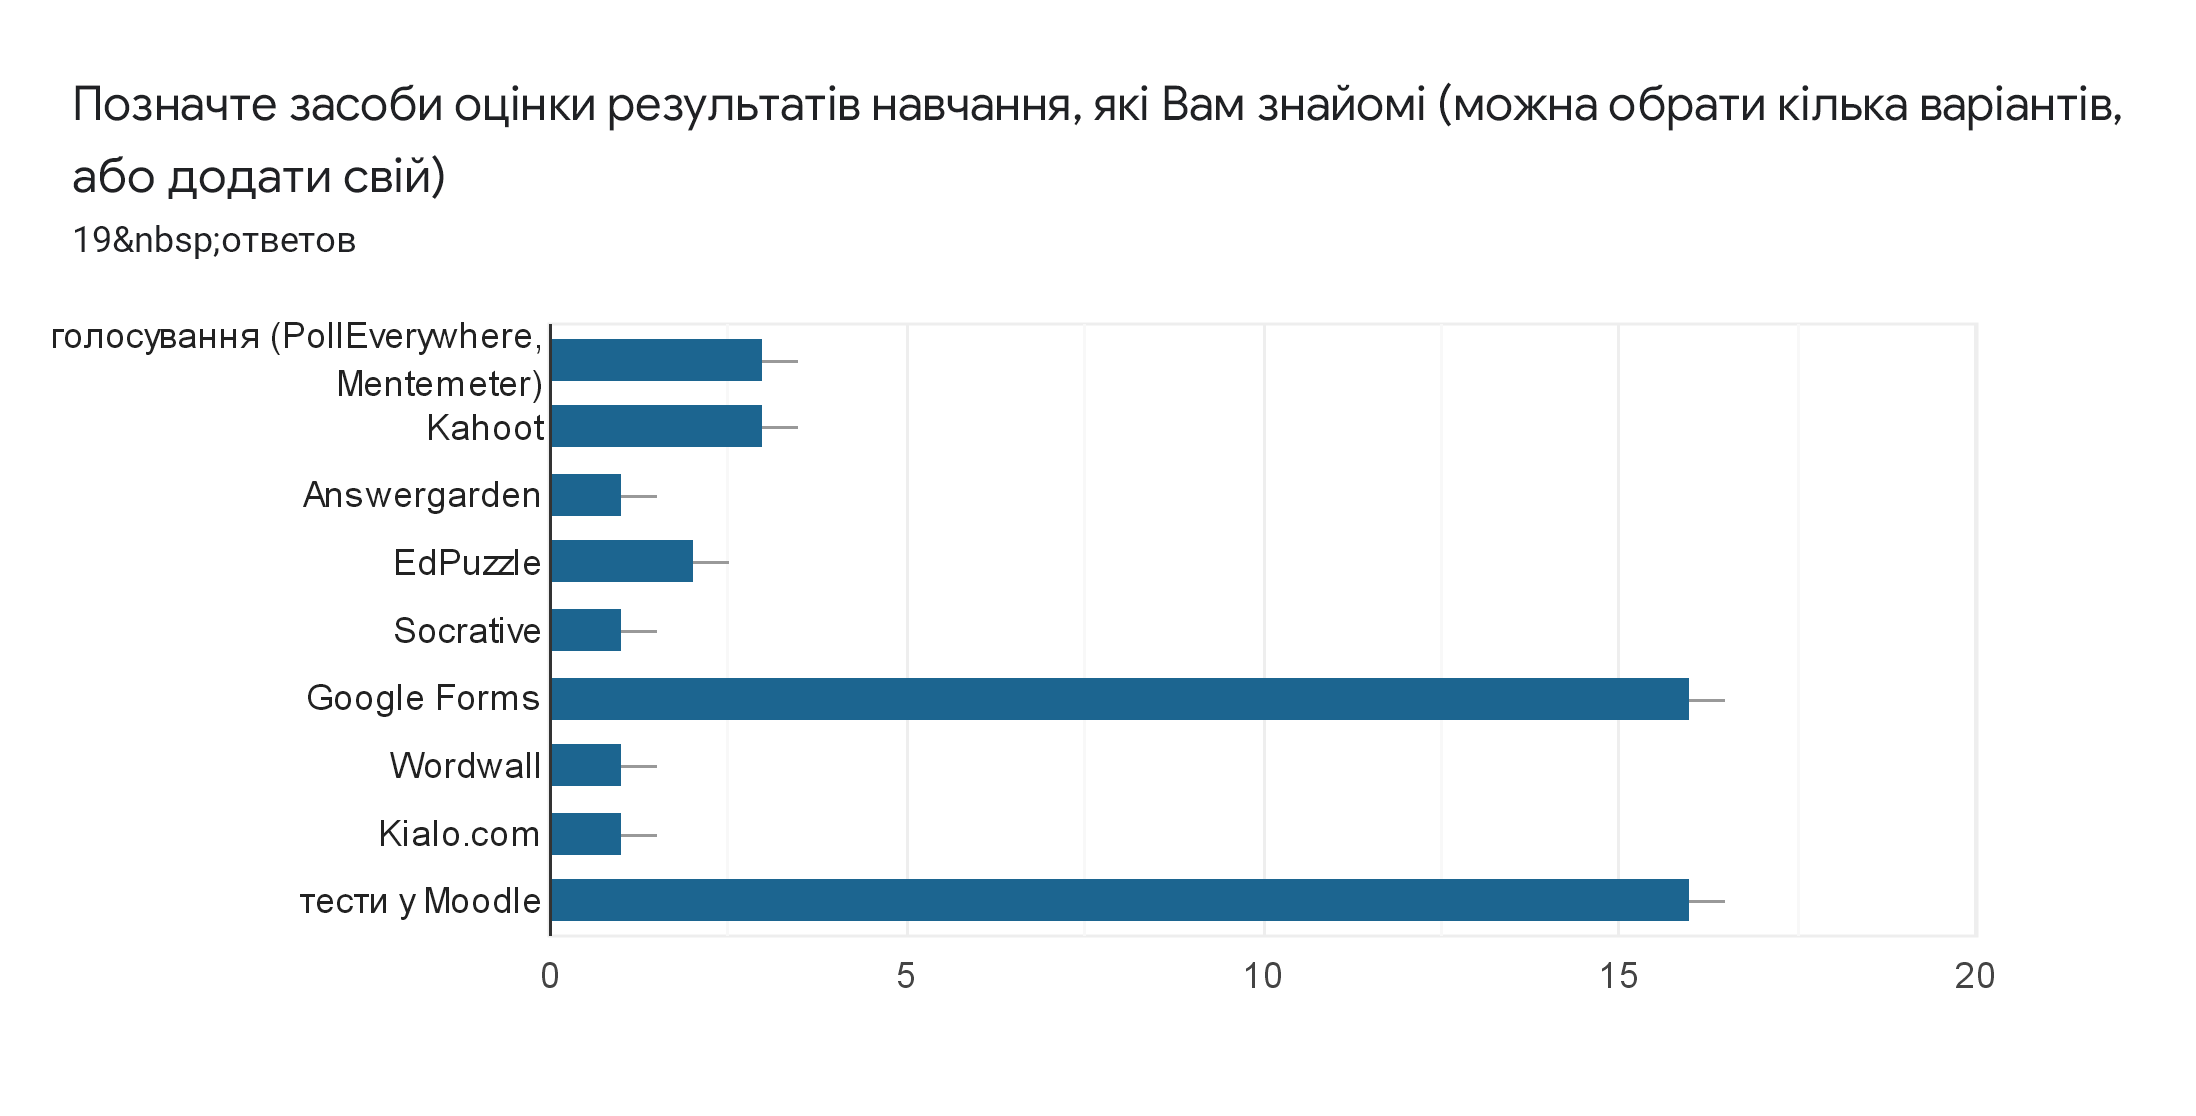 Позначте засоби оцінки результатів навчання, які Вам знайомі (можна обрати кілька варіантів,
або додати свій)
19&nbsp;ответов
голосування (PollEverywhere,
Mentemeter)
Kahoot
Answergarden
EdPuzzle
Socrative
Google Forms
Wordwall
Kialo.com
тести у Moodle
0 5 10 15 20